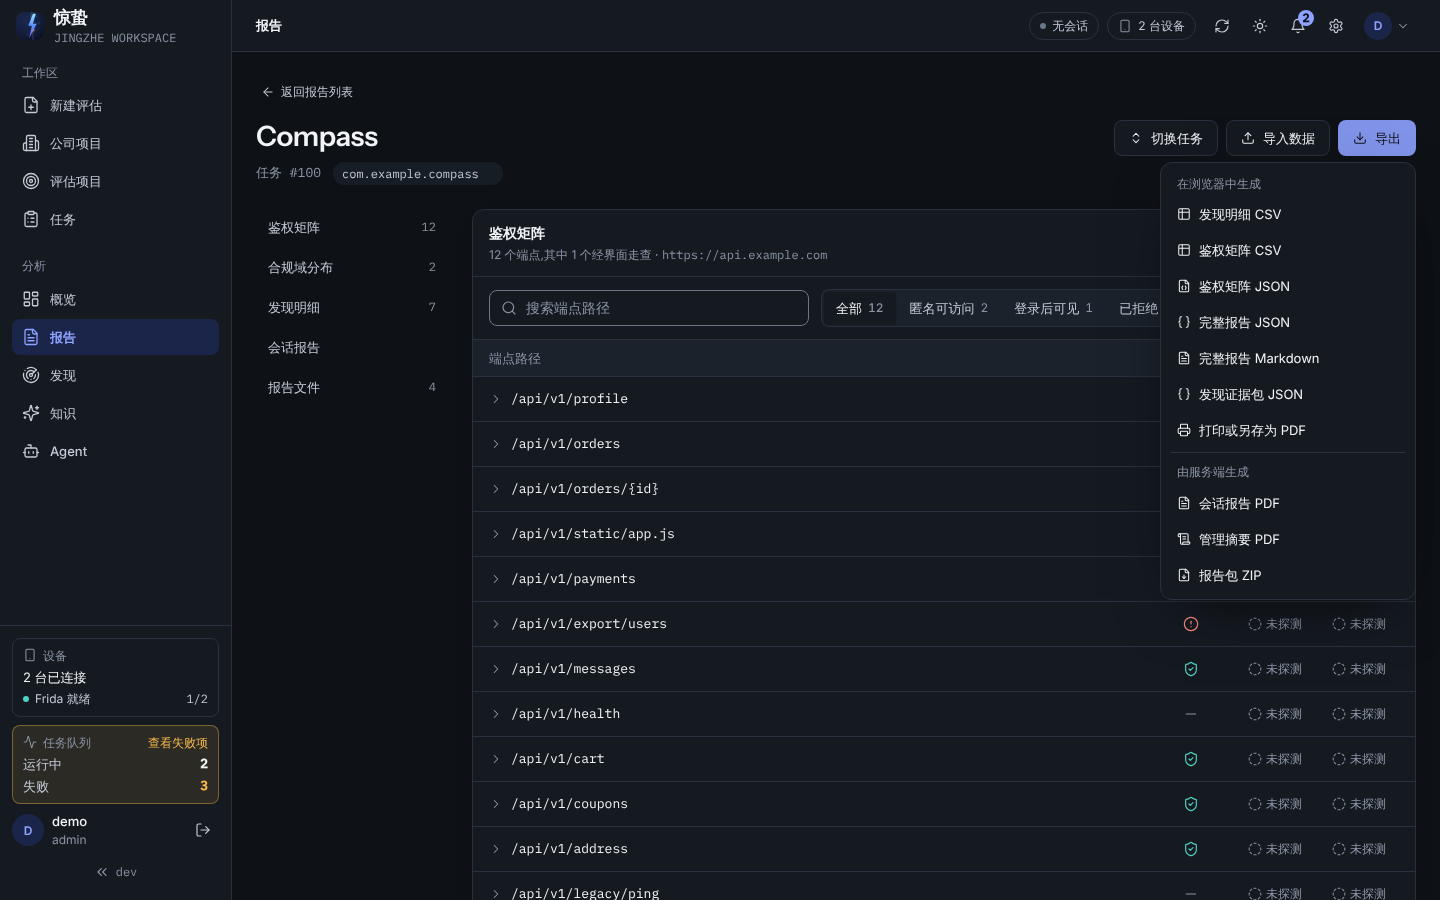 惊蛰
JINGZHE WORKSPACE
工作区
新建评估
公司项目
评估项目
任务
分析
概览
报告
发现
知识
Agent
设备
2 台已连接
Frida 就绪 1/2
任务队列 查看失败项
运行中 2
失败 3
D demo
admin
dev
报告
无会话
2 台设备
2
D
返回报告列表
Compass
任务 #100 com.example.compass
切换任务
导入数据
导出
鉴权矩阵 12
合规域分布 2
发现明细 7
会话报告
报告文件 4
鉴权矩阵
12 个端点,其中 1 个经界面走查 · https://api.example.com
搜索端点路径
全部 12 匿名可访问 2 登录后可见 1 已拒绝
端点路径
/api/v1/profile
/api/v1/orders
/api/v1/orders/{id}
/api/v1/static/app.js
/api/v1/payments
/api/v1/export/users 未探测 未探测
/api/v1/messages 未探测 未探测
/api/v1/health — 未探测 未探测
/api/v1/cart 未探测 未探测
/api/v1/coupons 未探测 未探测
/api/v1/address 未探测 未探测
/api/v1/legacy/ping — 未探测 未探测
在浏览器中生成
发现明细 CSV
鉴权矩阵 CSV
鉴权矩阵 JSON
完整报告 JSON
完整报告 Markdown
发现证据包 JSON
打印或另存为 PDF
由服务端生成
会话报告 PDF
管理摘要 PDF
报告包 ZIP